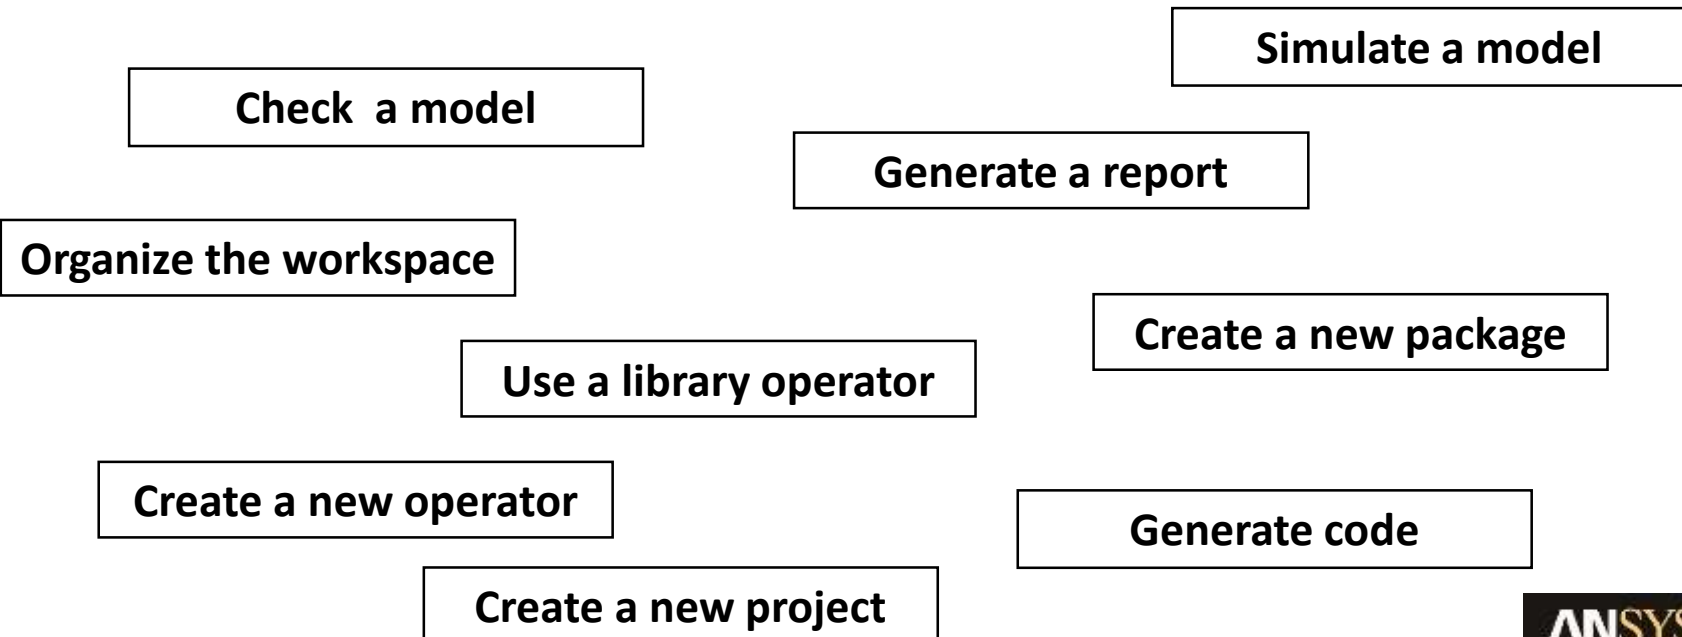 Simulate a model
Check a model
Generate a report
Organize the workspace
Create a new package
Use a library operator
Create a new operator
Generate code
Create a new project
ANSYS